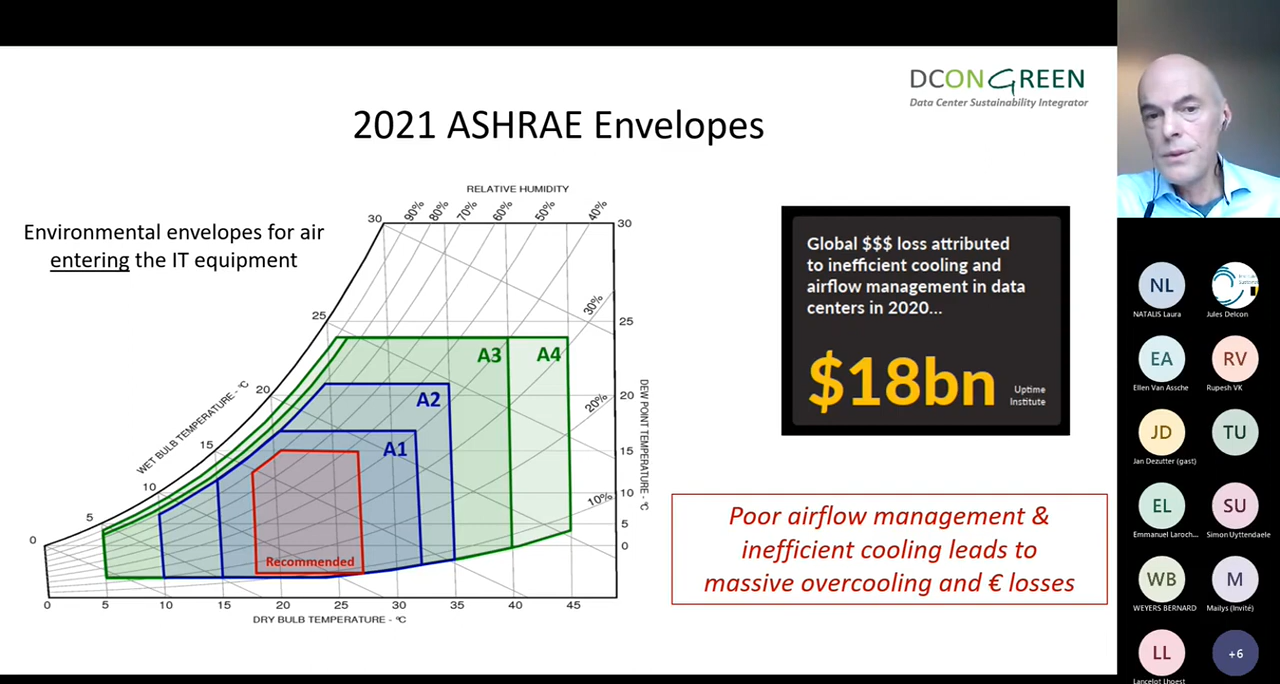 DCONGREEN
Data Center Sustainability Integrator
2021 ASHRAE Envelopes
Environmental envelopes for air
entering the IT equipment
RELATIVE HUMIDITY
90% 80% 70% 60% 50% 40%
30%
20%
10%
WET BULB TEMPERATURE - ºC
0 5 10 15 20 25 30
DEW POINT TEMPERATURE - ºC
30
25
20
15
10
5
0
A3 A4
A2
A1
Recommended
0 5 10 15 20 25 30 35 40 45
DRY BULB TEMPERATURE - ºC
Global $$$ loss attributed
to inefficient cooling and
airflow management in data
centers in 2020...
$18bn
Uptime
Institute
Poor airflow management &
inefficient cooling leads to
massive overcooling and € losses
NL
NATALIS Laura
Jules Delcon
EA
Ellen Van Assche
RV
Rupesh VK
JD
Jan Dezutter (gast)
TU
EL
Emmanuel Laroch...
SU
Simon Uyttendaele
WB
WEYERS BERNARD
M
Maïlys (Invité)
LL
Lancelot Lhoest
+6